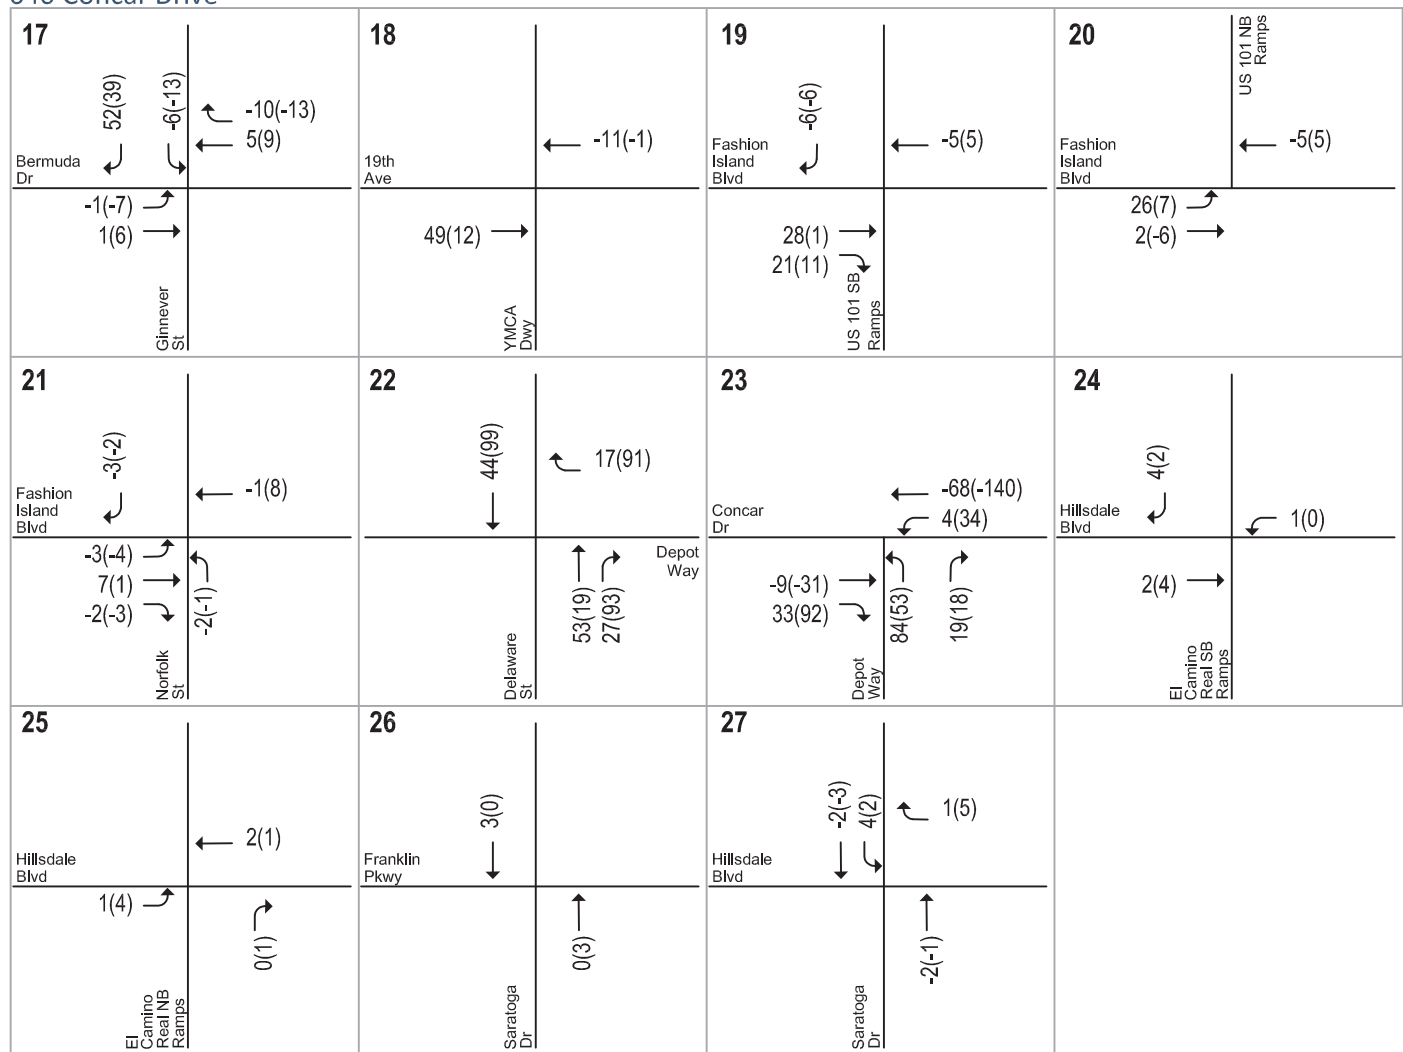 640 Concar Drive
17
52(39)
-6(-13)
-10(-13)
5(9)
Bermuda
Dr
-1(-7)
1(6)
Ginnever
St
18
-11(-1)
19th
Ave
49(12)
YMCA
Dwy
19
-6(-6)
-5(5)
Fashion
Island
Blvd
28(1)
21(11)
US 101 SB
Ramps
20
US 101 NB
Ramps
-5(5)
Fashion
Island
Blvd
26(7)
2(-6)
21
-3(-2)
-1(8)
Fashion
Island
Blvd
-3(-4)
7(1)
-2(-3)
-2(-1)
Norfolk
St
22
44(99)
17(91)
Depot
Way
53(19)
27(93)
Delaware
St
23
-68(-140)
4(34)
Concar
Dr
-9(-31)
33(92)
84(53)
19(18)
Depot
Way
24
4(2)
1(0)
Hillsdale
Blvd
2(4)
El
Camino
Real SB
Ramps
25
2(1)
Hillsdale
Blvd
1(4)
0(1)
El
Camino
Real NB
Ramps
26
3(0)
Franklin
Pkwy
0(3)
Saratoga
Dr
27
-2(-3)
4(2)
1(5)
Hillsdale
Blvd
-2(-1)
Saratoga
Dr